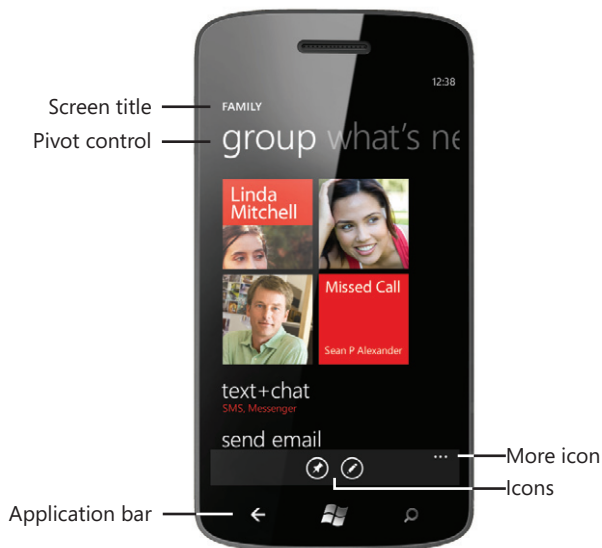 12:38
Screen title
FAMILY
Pivot control
group what's ne
Linda
Mitchell
Missed Call
Sean P Alexander
text+chat
SMS, Messenger
send email
...
More icon
Icons
Application bar